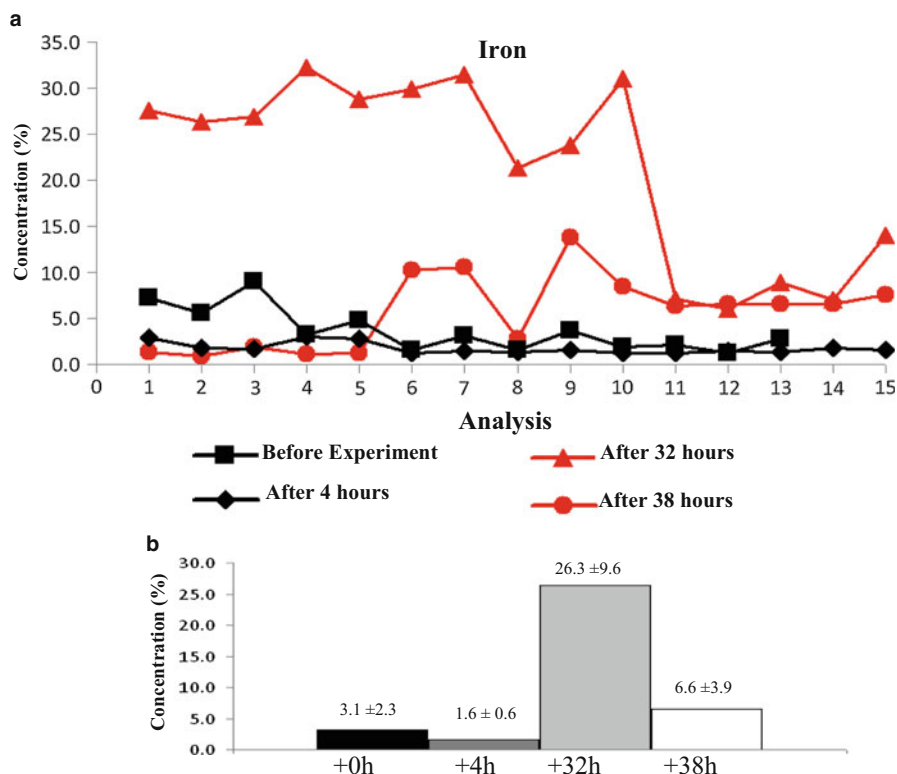 a
Iron
Concentration (%)
35.0
30.0
25.0
20.0
15.0
10.0
5.0
0.0
0 1 2 3 4 5 6 7 8 9 10 11 12 13 14 15
Analysis
Before Experiment
After 32 hours
After 4 hours
After 38 hours
b
Concentration (%)
30.0
25.0
20.0
15.0
10.0
5.0
0.0
3.1 ±2.3
1.6 ± 0.6
26.3 ±9.6
6.6 ±3.9
+0h +4h +32h +38h